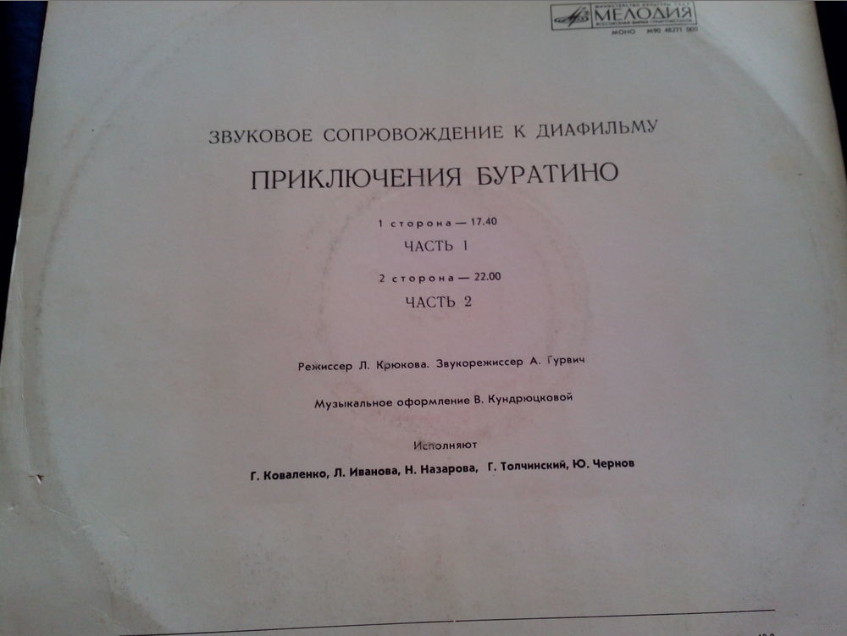 МЕЛОДИЯ
МОНО
ЗВУКОВОЕ СОПРОВОЖДЕНИЕ К ДИАФИЛЬМУ
ПРИКЛЮЧЕНИЯ БУРАТИНО
1 сторона — 17.40
ЧАСТЬ 1
2 сторона — 22.00
ЧАСТЬ 2
Режиссер Л. Крюкова. Звукорежиссер А. Гурвич
Музыкальное оформление В. Кундрюцковой
Исполняют
Г. Коваленко, Л. Иванова, Н. Назарова, Г. Толчинский, Ю. Чернов